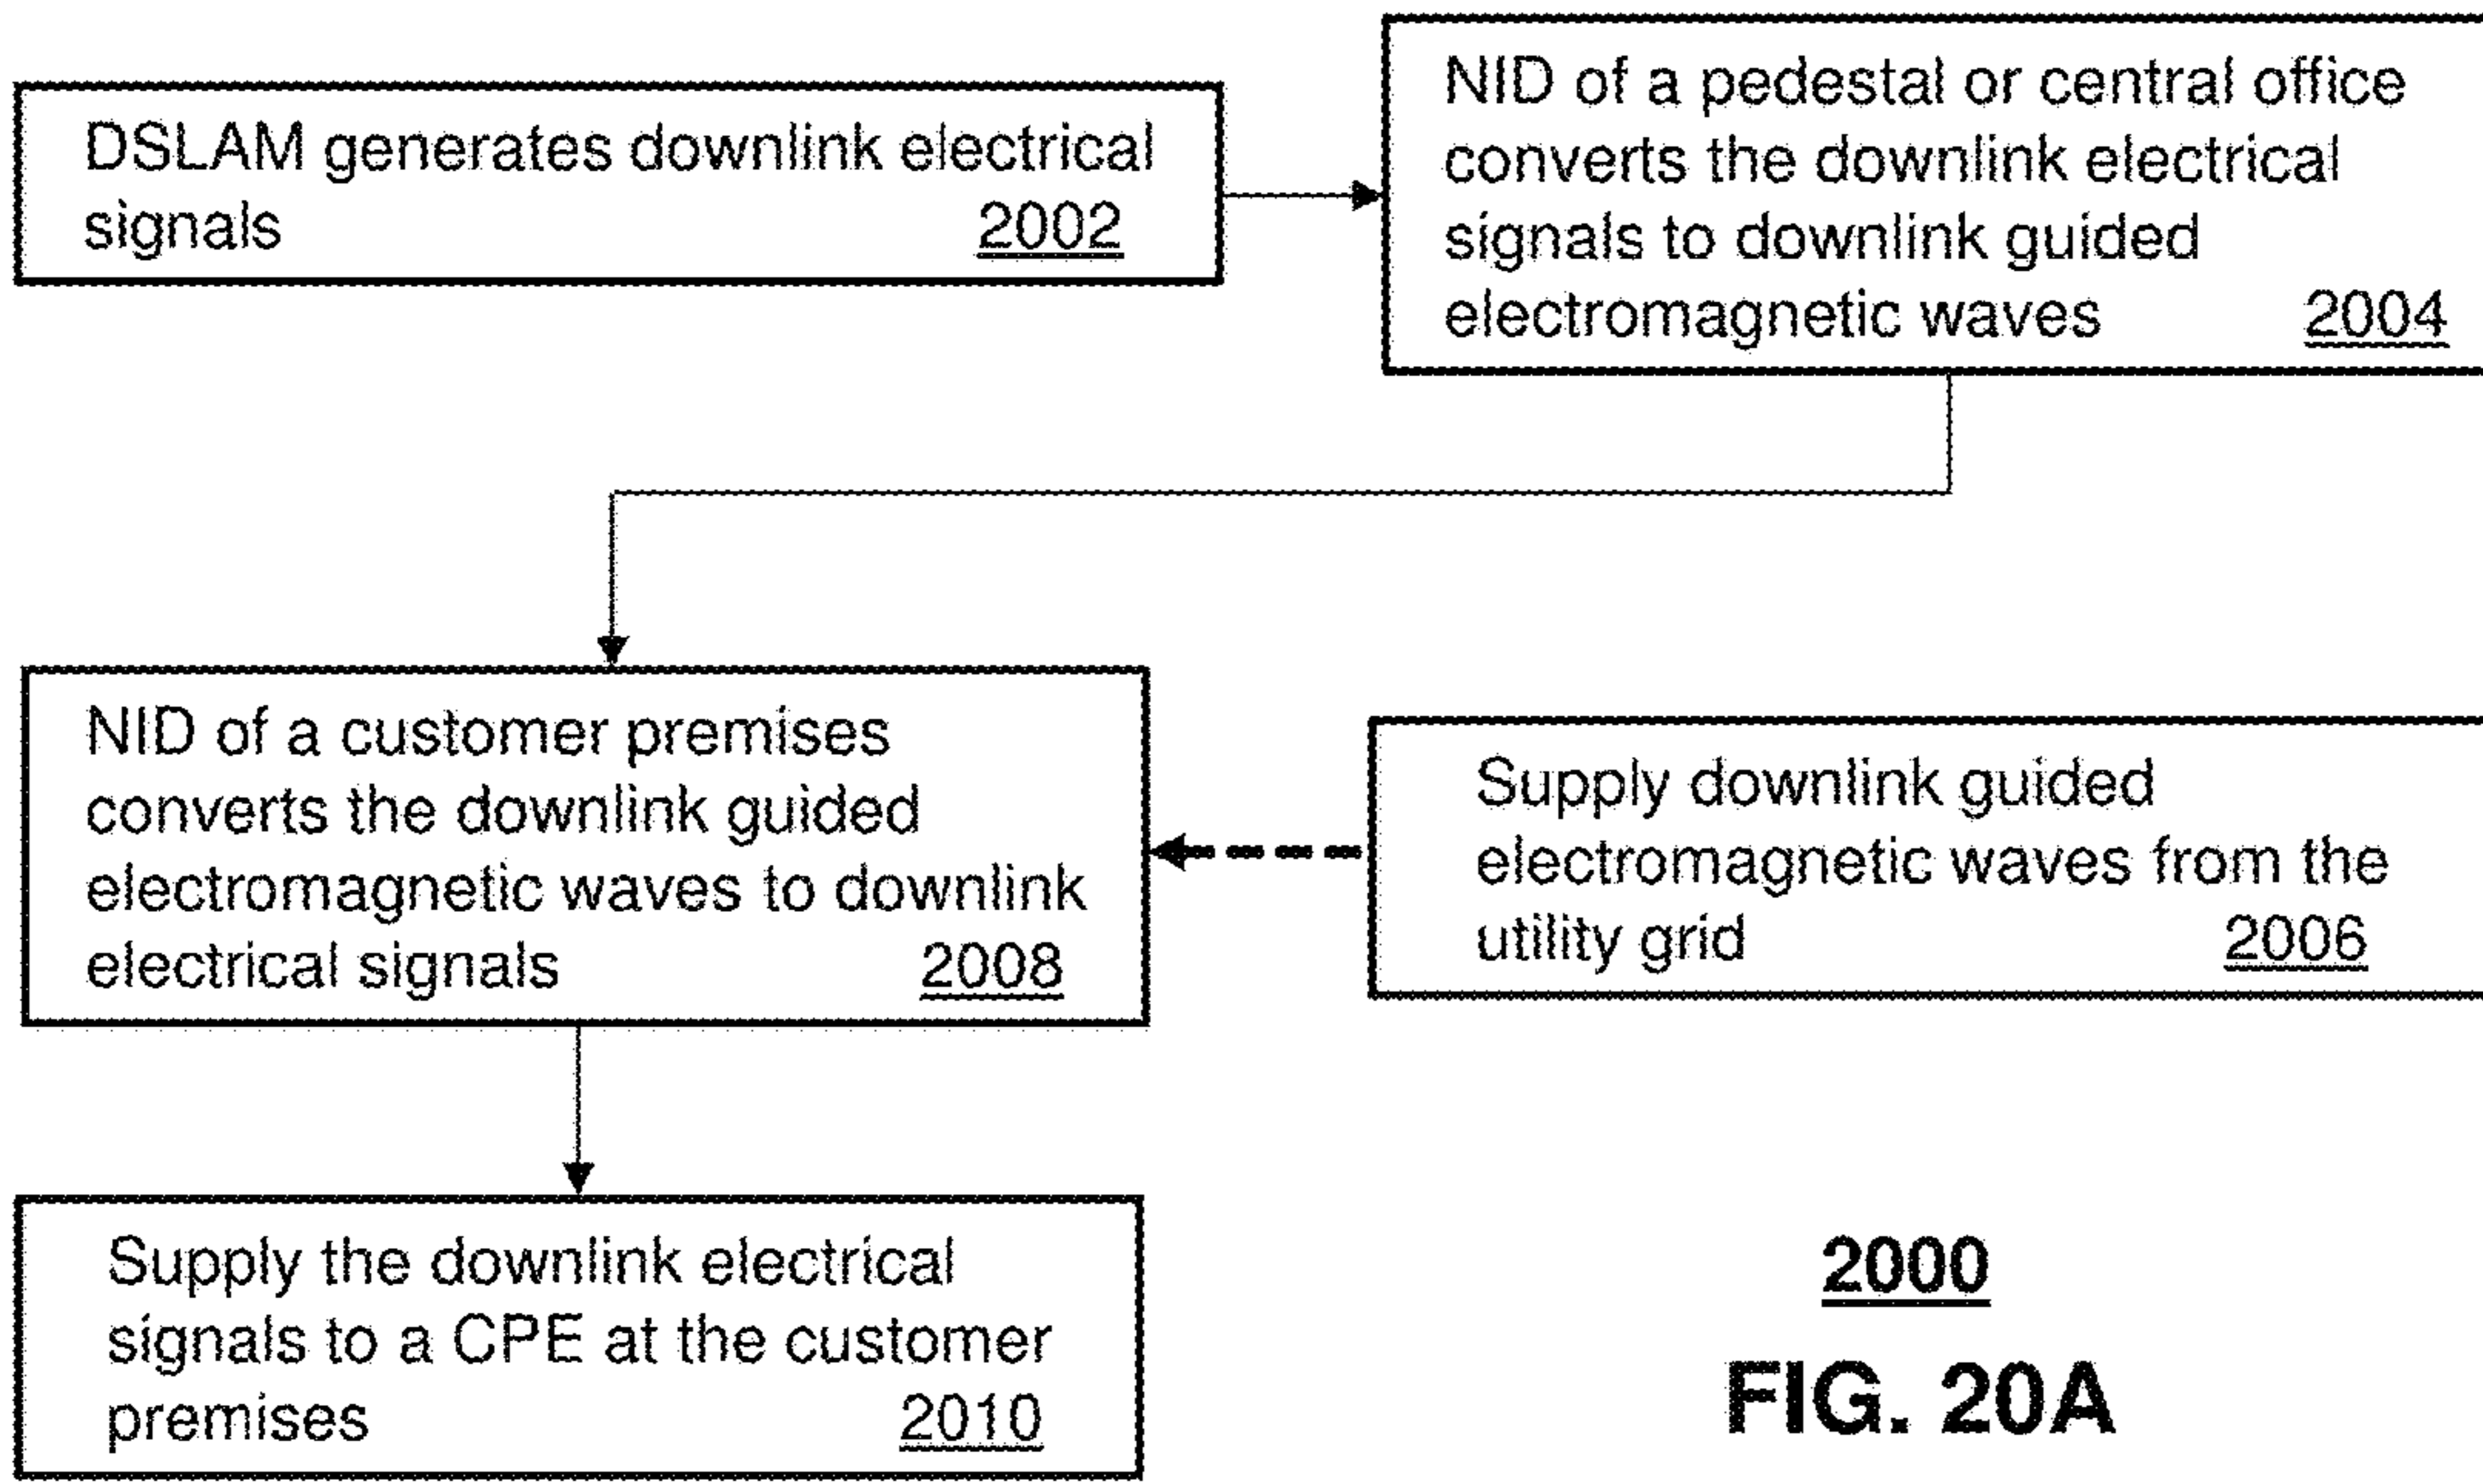 DSLAM generates downlink electrical
signals 2002
NID of a pedestal or central office
converts the downlink electrical
signals to downlink guided
electromagnetic waves 2004
NID of a customer premises
converts the downlink guided
electromagnetic waves to downlink
electrical signals 2008
Supply downlink guided
electromagnetic waves from the
utility grid 2006
Supply the downlink electrical
signals to a CPE at the customer
premises 2010
2000
FIG. 20A